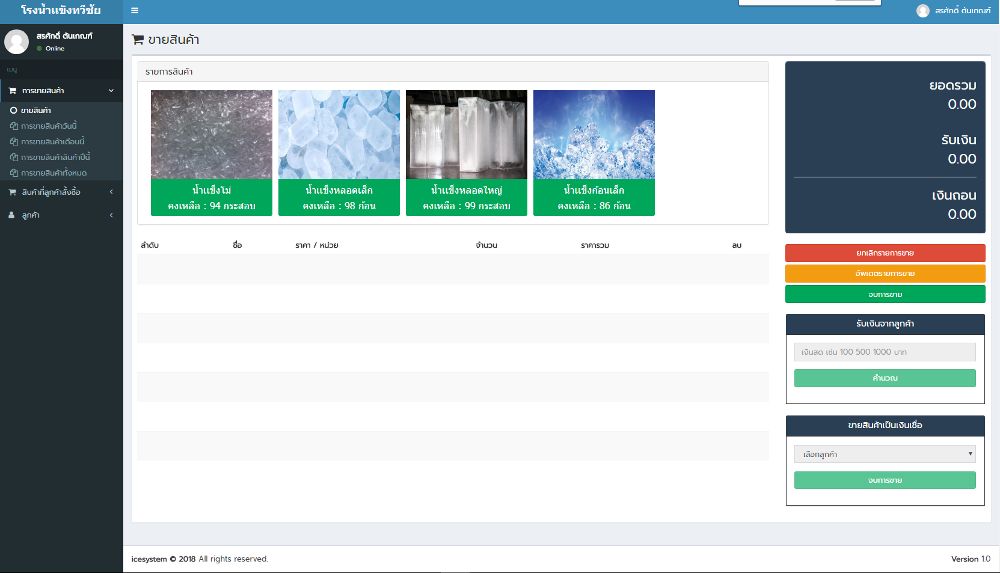 โรงน้ำแข็งทวีชัย
สรศักดิ์ ตันเกณฑ์
สรศักดิ์ ตันเกณฑ์
Online
เมนู
การขายสินค้า
ขายสินค้า
การขายสินค้าวันนี้
การขายสินค้าเดือนนี้
การขายสินค้าสินค้าปีนี้
การขายสินค้าทั้งหมด
สินค้าที่ลูกค้าสั่งซื้อ
ลูกค้า
ขายสินค้า
รายการสินค้า
น้ำแข็งโม่
คงเหลือ : 94 กระสอบ
น้ำแข็งหลอดเล็ก
คงเหลือ : 98 ก้อน
น้ำแข็งหลอดใหญ่
คงเหลือ : 99 กระสอบ
น้ำแข็งก้อนเล็ก
คงเหลือ : 86 ก้อน
ลำดับ ชื่อ ราคา / หน่วย จำนวน ราคารวม ลบ
ยอดรวม
0.00
รับเงิน
0.00
เงินถอน
0.00
ยกเลิกรายการขาย
อัพเดตรายการขาย
จบการขาย
รับเงินจากลูกค้า
เงินสด เช่น 100 500 1000 บาท
คำนวณ
ขายสินค้าเป็นเงินเชื่อ
เลือกลูกค้า
จบการขาย
icesystem © 2018 All rights reserved.
Version 1.0